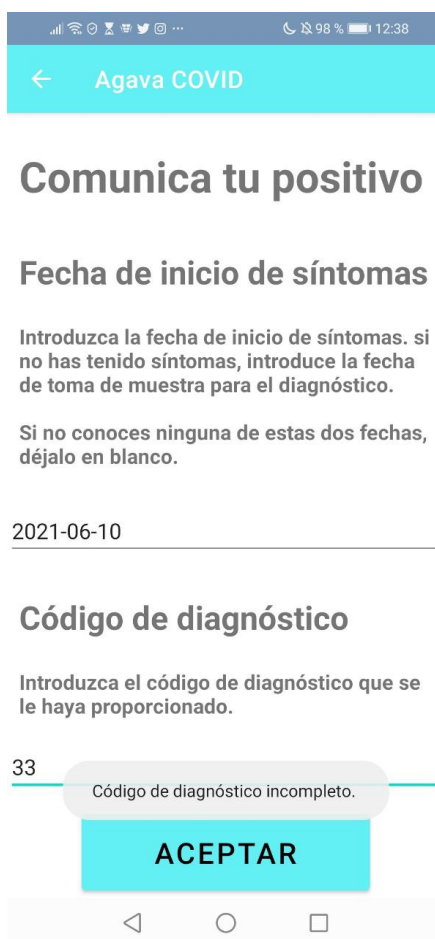 98 % 12:38
Agava COVID
Comunica tu positivo
Fecha de inicio de síntomas
Introduzca la fecha de inicio de síntomas. si
no has tenido síntomas, introduce la fecha
de toma de muestra para el diagnóstico.
Si no conoces ninguna de estas dos fechas,
déjalo en blanco.
2021-06-10
Código de diagnóstico
Introduzca el código de diagnóstico que se
le haya proporcionado.
33
Código de diagnóstico incompleto.
ACEPTAR